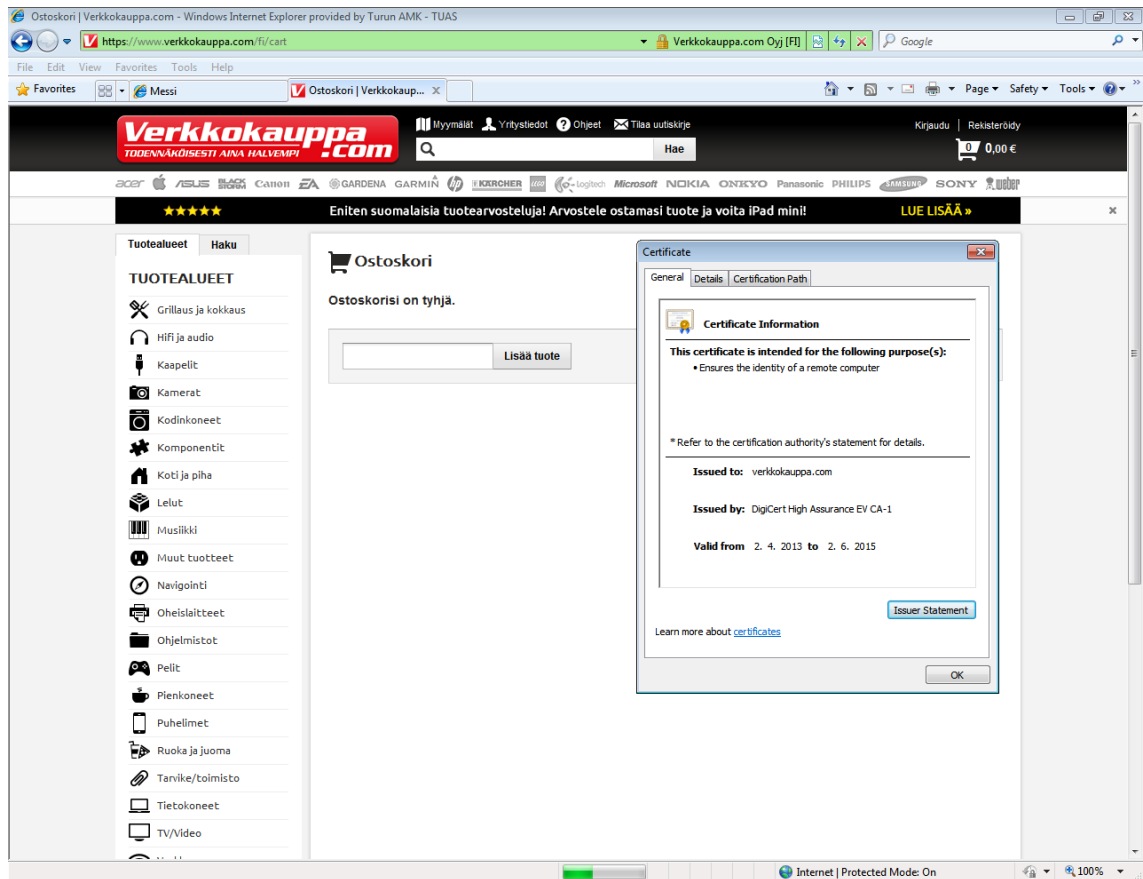 Ostoskori | Verkkokauppa.com - Windows Internet Explorer provided by Turun AMK - TUAS
https://www.verkkokauppa.com/fi/cart
Verkkokauppa.com Oyj [FI]
Google
File Edit View Favorites Tools Help
Favorites
Messi
Ostoskori | Verkkokaup...
Page Safety Tools
Verkkokauppa
.com
TODENNÄKÖISESTI AINA HALVEMPI
Myymälät Yritystiedot Ohjeet Tilaa uutiskirje
Kirjaudu | Rekisteröidy
Hae
0 0,00 €
acer ASUS BLACK STORM Canon ZA GARDENA GARMIN hp KÄRCHER Logitech Microsoft NOKIA ONKYO Panasonic PHILIPS SAMSUNG SONY weber
★★★★★ Eniten suomalaisia tuotearvosteluja! Arvostele ostamasi tuote ja voita iPad mini! LUE LISÄÄ »
Tuotealueet Haku
TUOTEALUEET
Grillaus ja kokkaus
Hifi ja audio
Kaapelit
Kamerat
Kodinkoneet
Komponentit
Koti ja piha
Lelut
Musiikki
Muut tuotteet
Navigointi
Oheislaitteet
Ohjelmistot
Pelit
Pienkoneet
Puhelimet
Ruoka ja juoma
Tarvike/toimisto
Tietokoneet
TV/Video
Ostoskori
Ostoskorisi on tyhjä.
Lisää tuote
Certificate
General Details Certification Path
Certificate Information
This certificate is intended for the following purpose(s):
• Ensures the identity of a remote computer
* Refer to the certification authority's statement for details.
Issued to: verkkokauppa.com
Issued by: DigiCert High Assurance EV CA-1
Valid from 2. 4. 2013 to 2. 6. 2015
Issuer Statement
Learn more about certificates
OK
Internet | Protected Mode: On
100%